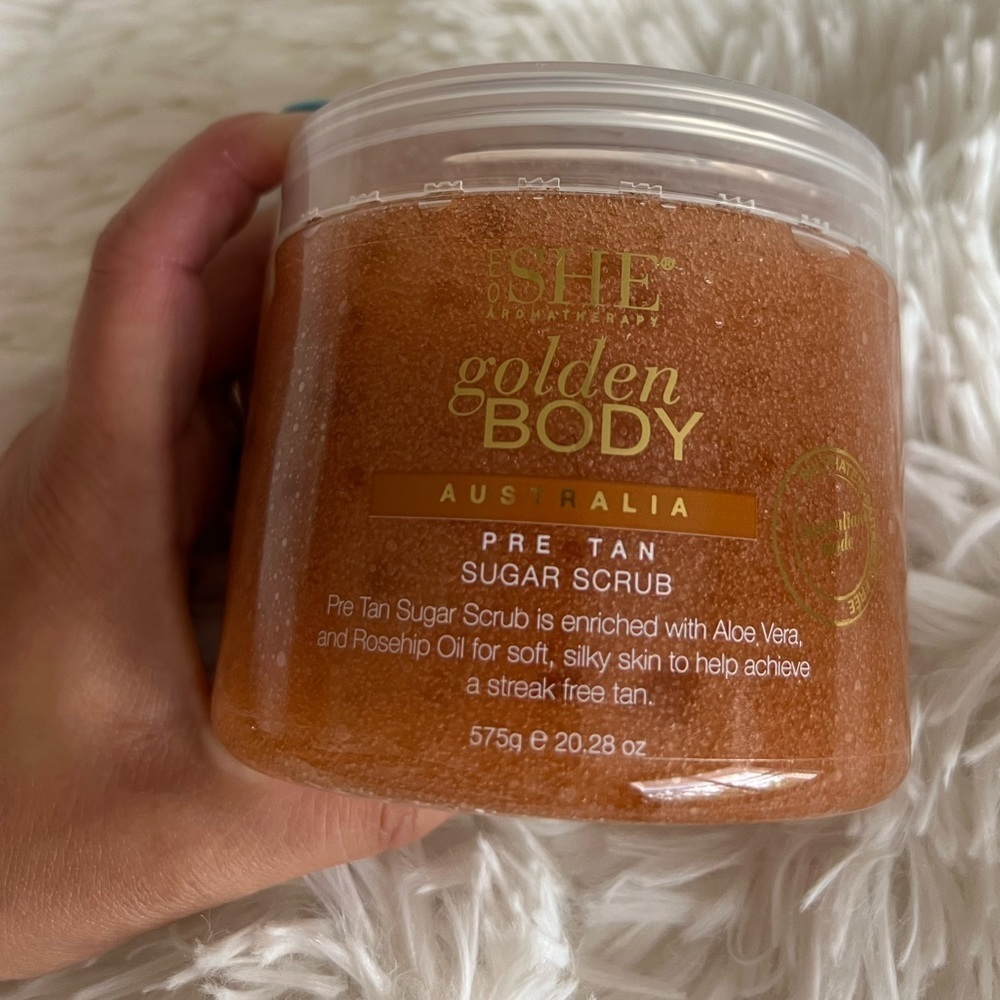 SHE®
AROMATHERAPY
golden
BODY
AUSTRALIA
PRE TAN
SUGAR SCRUB
Pre Tan Sugar Scrub is enriched with Aloe Vera,
and Rosehip Oil for soft, silky skin to help achieve
a streak free tan.
575g e 20.28 oz
FREE